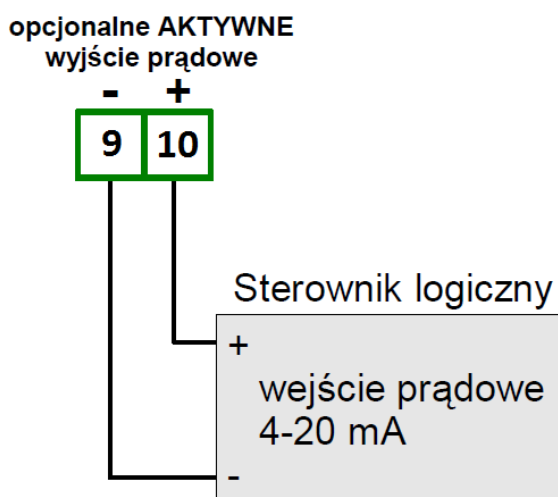 opcjonalne AKTYWNE
wyjście prądowe
- +
9 10
Sterownik logiczny
+
wejście prądowe
4-20 mA
-